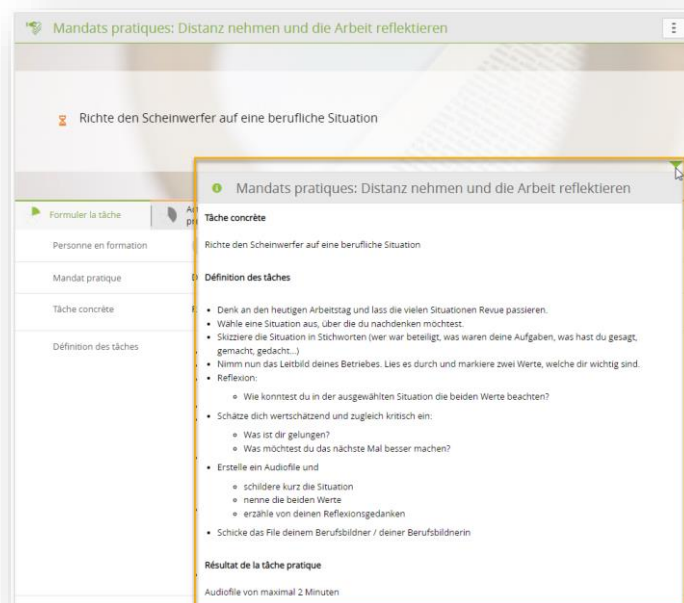 Mandats pratiques: Distanz nehmen und die Arbeit reflektieren
Richte den Scheinwerfer auf eine berufliche Situation
Formuler la tâche
Personne en formation
Mandat pratique
Tâche concrète
Définition des tâches
Mandats pratiques: Distanz nehmen und die Arbeit reflektieren
Tâche concrète
Richte den Scheinwerfer auf eine berufliche Situation
Définition des tâches
• Denk an den heutigen Arbeitstag und lass die vielen Situationen Revue passieren.
• Wähle eine Situation aus, über die du nachdenken möchtest.
• Skizziere die Situation in Stichworten (wer war beteiligt, was waren deine Aufgaben, was hast du gesagt,
gemacht, gedacht...)
• Nimm nun das Leitbild deines Betriebes. Lies es durch und markiere zwei Werte, welche dir wichtig sind.
• Reflexion:
Wie konntest du in der ausgewählten Situation die beiden Werte beachten?
• Schätze dich wertschätzend und zugleich kritisch ein:
Was ist dir gelungen?
Was möchtest du das nächste Mal besser machen?
• Erstelle ein Audiofile und
schildere kurz die Situation
nenne die beiden Werte
erzähle von deinen Reflexionsgedanken
• Schicke das File deinem Berufsbildner / deiner Berufsbildnerin
Résultat de la tâche pratique
Audiofile von maximal 2 Minuten